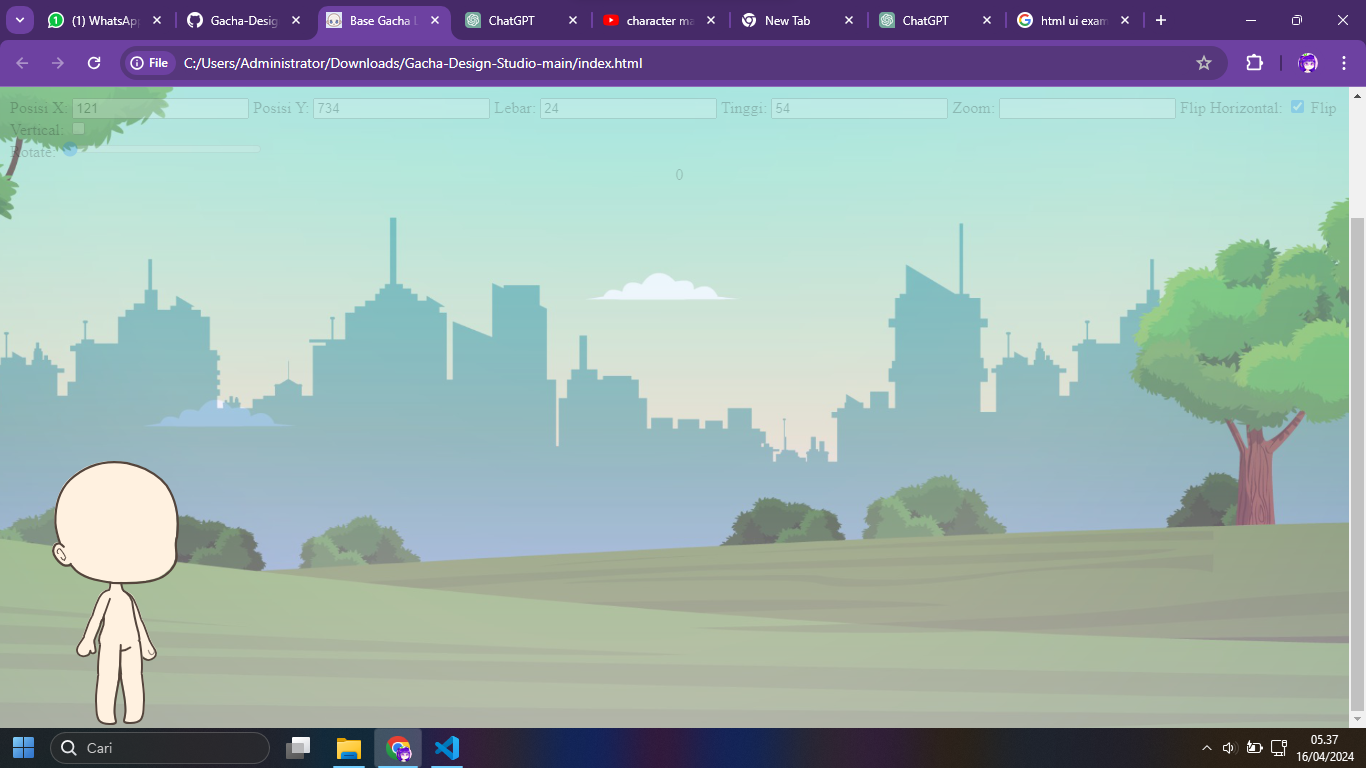 (1) WhatsApp
Gacha-Desig
Base Gacha L
ChatGPT
character ma
New Tab
ChatGPT
html ui exam
File
C:/Users/Administrator/Downloads/Gacha-Design-Studio-main/index.html
Posisi X: 121 Posisi Y: 734 Lebar: 24 Tinggi: 54 Zoom: Flip Horizontal: Flip
Vertical:
Rotate:
0
Cari
05.37
16/04/2024